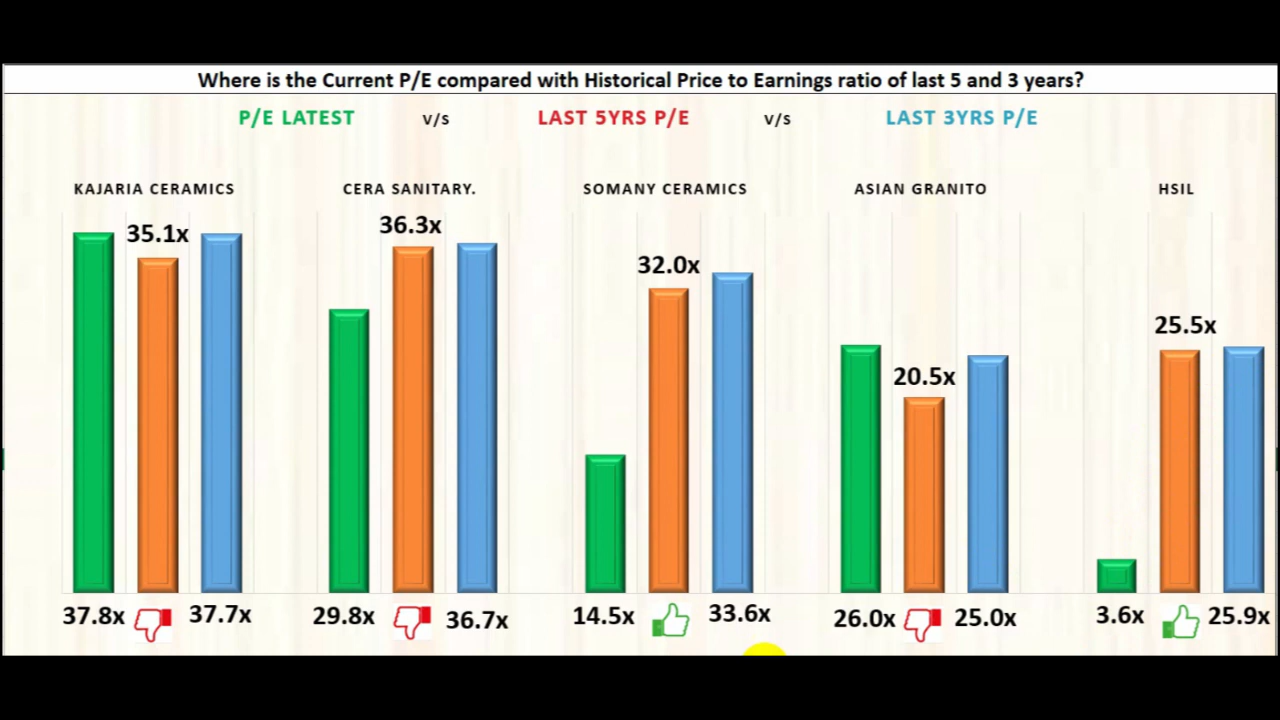 Where is the Current P/E compared with Historical Price to Earnings ratio of last 5 and 3 years?
P/E LATEST V/S LAST 5YRS P/E V/S LAST 3YRS P/E
KAJARIA CERAMICS CERA SANITARY. SOMANY CERAMICS ASIAN GRANITO HSIL
35.1x 36.3x 32.0x 20.5x 25.5x
37.8x 37.7x 29.8x 36.7x 14.5x 33.6x 26.0x 25.0x 3.6x 25.9x